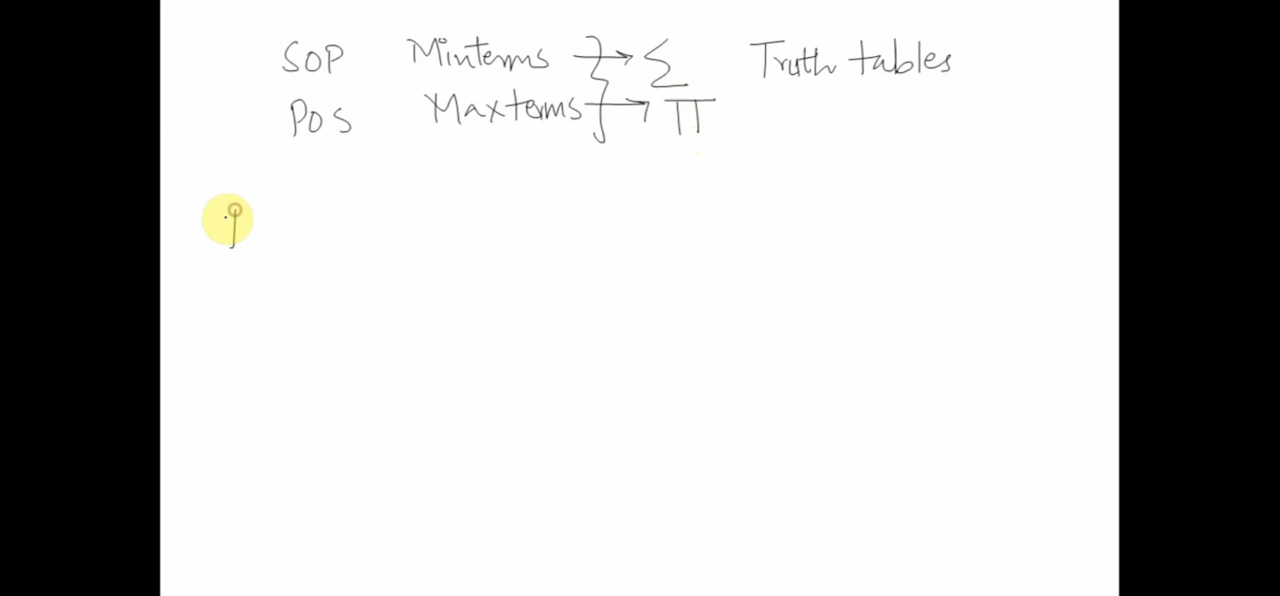 SOP Minterms } → Σ Truth tables
POS Maxterms } → Π